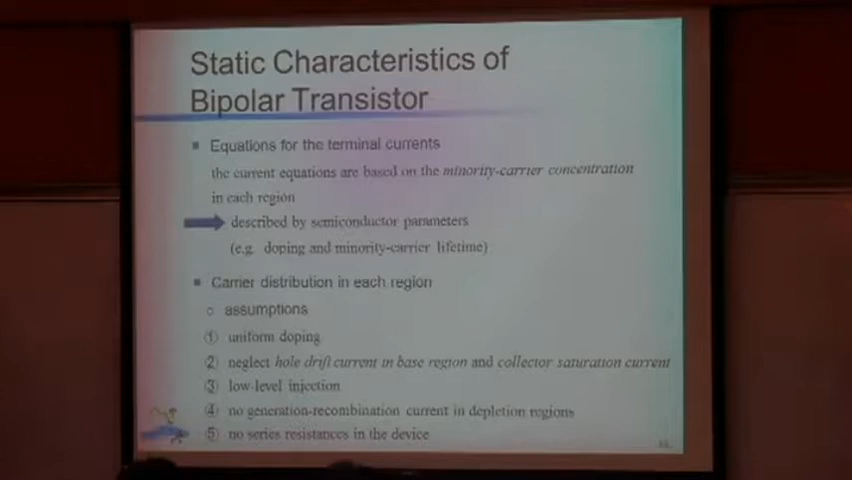 Static Characteristics of
Bipolar Transistor
▪ Equations for the terminal currents
the current equations are based on the minority-carrier concentration
in each region
described by semiconductor parameters
(e.g. doping and minority-carrier lifetime)
▪ Carrier distribution in each region
○ assumptions
① uniform doping
② neglect hole drift current in base region and collector saturation current
③ low-level injection
④ no generation-recombination current in depletion regions
⑤ no series resistances in the device